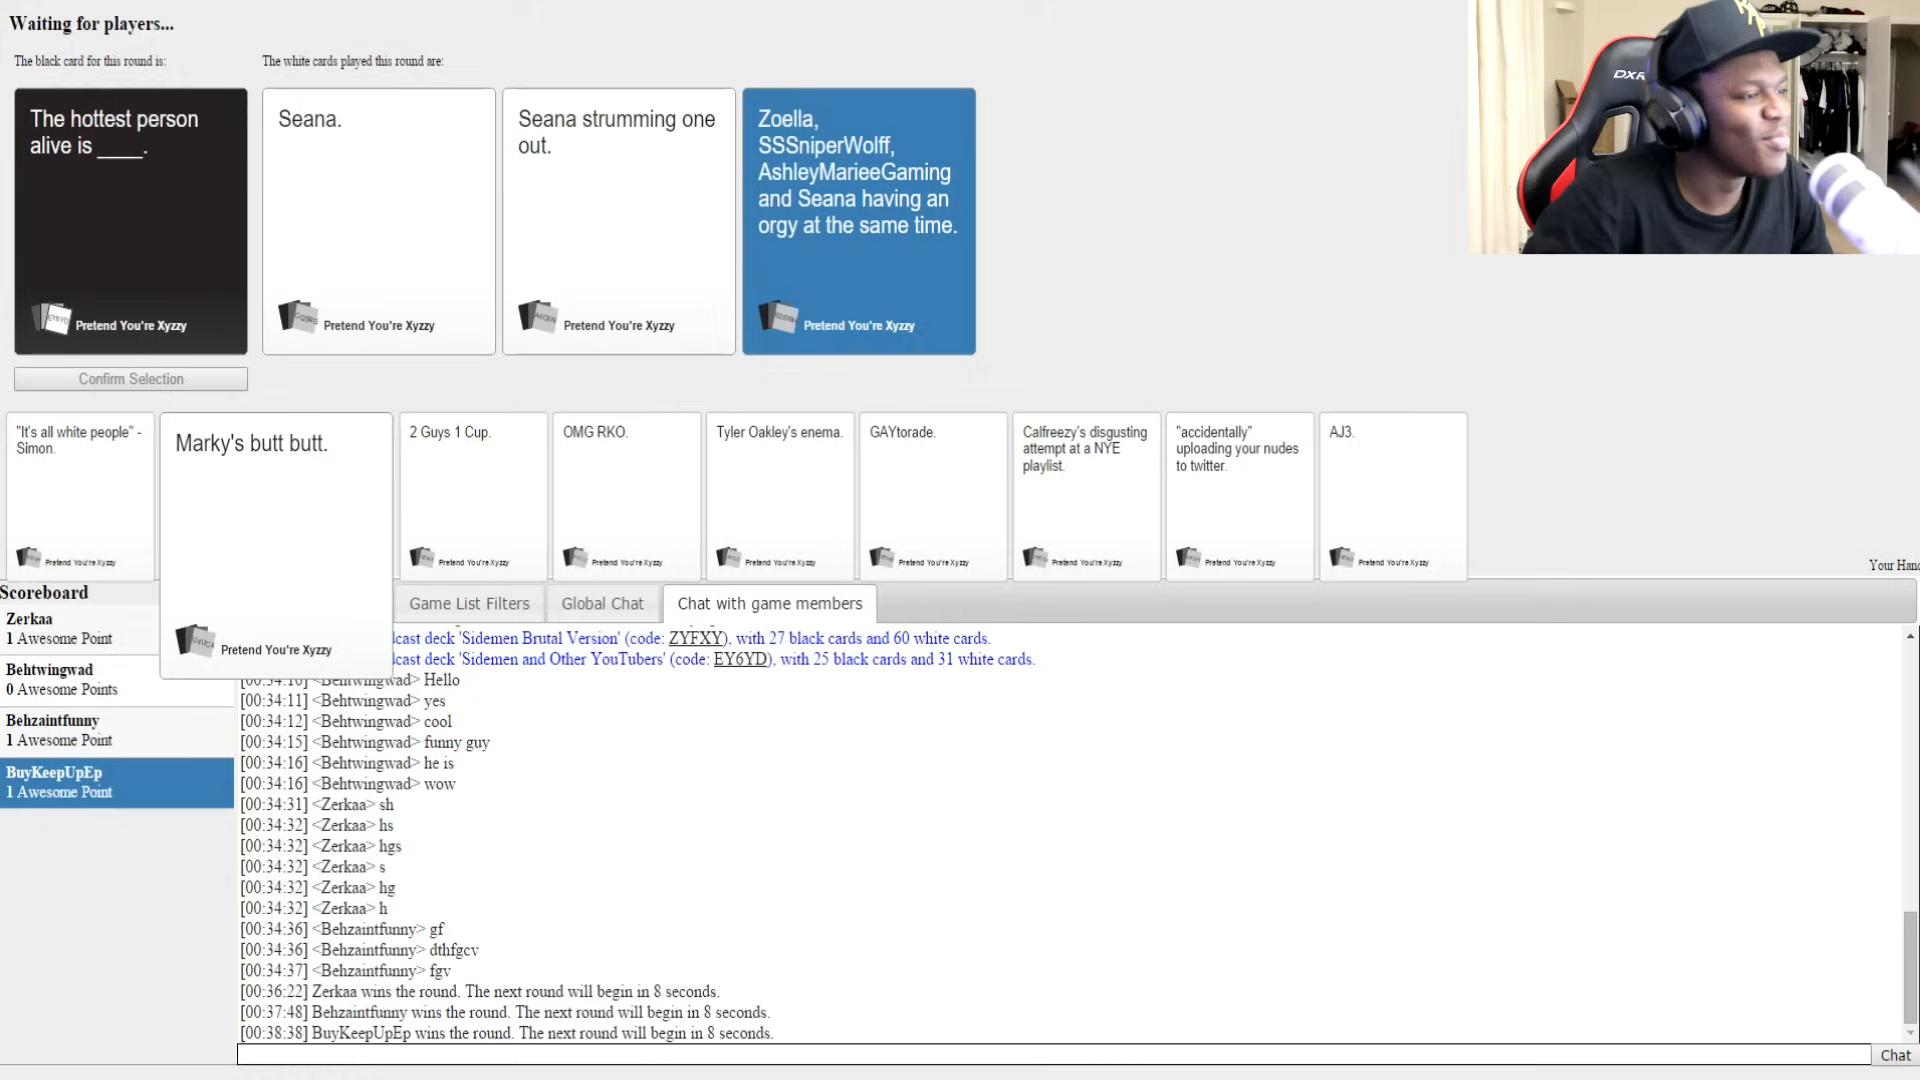 Waiting for players...
The black card for this round is:
The white cards played this round are:
The hottest person
alive is ____.
Pretend You're Xyzzy
Seana.
Pretend You're Xyzzy
Seana strumming one
out.
Pretend You're Xyzzy
Zoella,
SSSniperWolff,
AshleyMarieeGaming
and Seana having an
orgy at the same time.
Pretend You're Xyzzy
DXR
Confirm Selection
"It's all white people" -
Simon.
Pretend You're Xyzzy
Marky's butt butt.
Pretend You're Xyzzy
2 Guys 1 Cup.
Pretend You're Xyzzy
OMG RKO.
Pretend You're Xyzzy
Tyler Oakley's enema.
Pretend You're Xyzzy
GAYtorade.
Pretend You're Xyzzy
Calfreezy's disgusting
attempt at a NYE
playlist.
Pretend You're Xyzzy
"accidentally"
uploading your nudes
to twitter.
Pretend You're Xyzzy
AJ3.
Pretend You're Xyzzy
Your Hand
Scoreboard
Zerkaa
1 Awesome Point
Behtwingwad
0 Awesome Points
Behzaintfunny
1 Awesome Point
BuyKeepUpEp
1 Awesome Point
Game List Filters
Global Chat
Chat with game members
cast deck 'Sidemen Brutal Version' (code: ZYFXY), with 27 black cards and 60 white cards.
cast deck 'Sidemen and Other YouTubers' (code: EY6YD), with 25 black cards and 31 white cards.
[00:34:10] <Behtwingwad> Hello
[00:34:11] <Behtwingwad> yes
[00:34:12] <Behtwingwad> cool
[00:34:15] <Behtwingwad> funny guy
[00:34:16] <Behtwingwad> he is
[00:34:16] <Behtwingwad> wow
[00:34:31] <Zerkaa> sh
[00:34:32] <Zerkaa> hs
[00:34:32] <Zerkaa> hgs
[00:34:32] <Zerkaa> s
[00:34:32] <Zerkaa> hg
[00:34:32] <Zerkaa> h
[00:34:36] <Behzaintfunny> gf
[00:34:36] <Behzaintfunny> dthfgcv
[00:34:37] <Behzaintfunny> fgv
[00:36:22] Zerkaa wins the round. The next round will begin in 8 seconds.
[00:37:48] Behzaintfunny wins the round. The next round will begin in 8 seconds.
[00:38:38] BuyKeepUpEp wins the round. The next round will begin in 8 seconds.
Chat